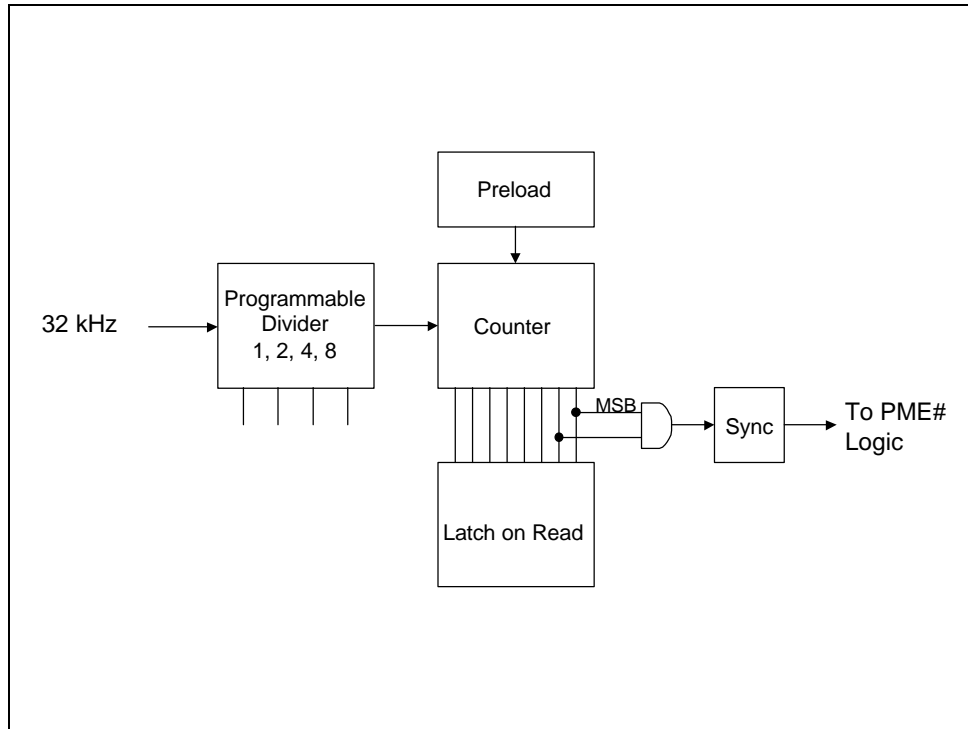 Preload
Programmable
Divider
1, 2, 4, 8
32 kHz
Counter
MSB
Sync
To PME#
Logic
Latch on Read